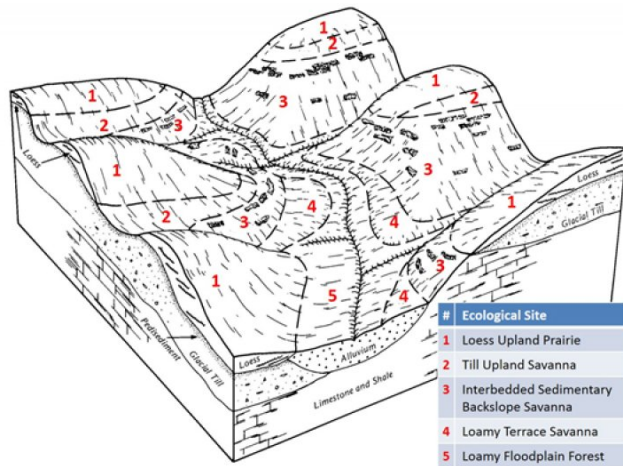 1
2
1
1
2
3
3
2
3
1
3
2
3
4
4
1
1
5
4
3
Loess
Pedisediment
Glacial Till
Loess
Alluvium
Limestone and Shale
Loess
Glacial Till
# Ecological Site
1 Loess Upland Prairie
2 Till Upland Savanna
3 Interbedded Sedimentary
Backslope Savanna
4 Loamy Terrace Savanna
5 Loamy Floodplain Forest